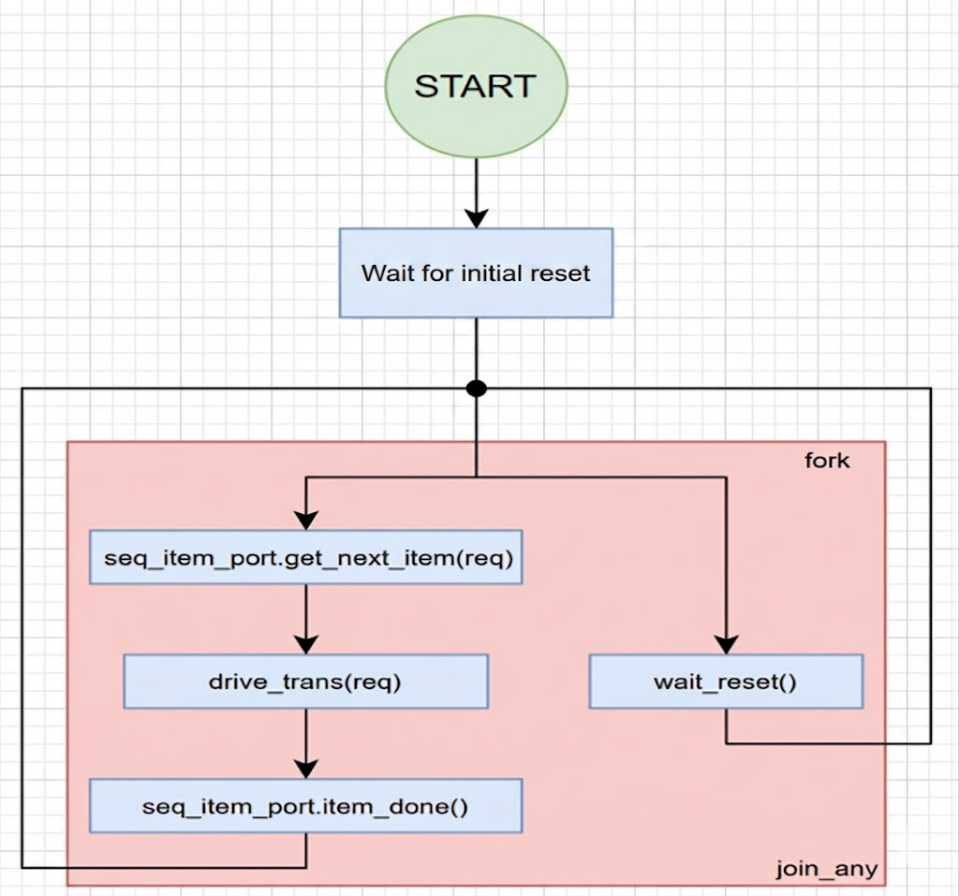 START
Wait for initial reset
fork
seq_item_port.get_next_item(req)
drive_trans(req)
wait_reset()
seq_item_port.item_done()
join_any